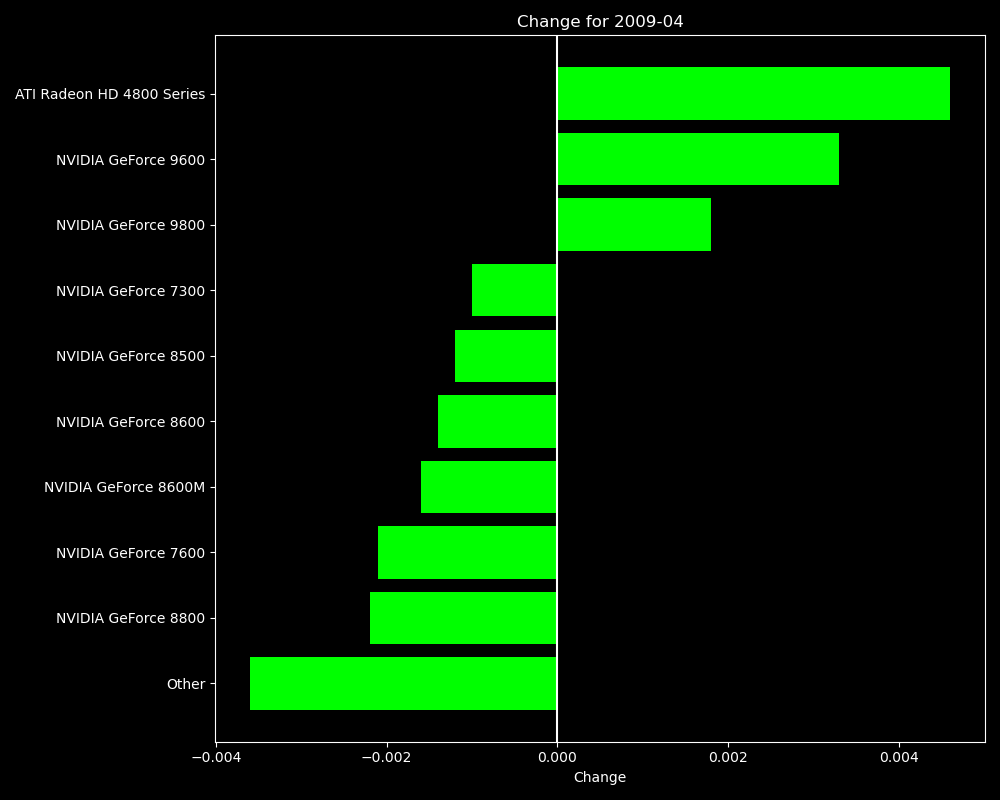 Change for 2009-04
ATI Radeon HD 4800 Series
NVIDIA GeForce 9600
NVIDIA GeForce 9800
NVIDIA GeForce 7300
NVIDIA GeForce 8500
NVIDIA GeForce 8600
NVIDIA GeForce 8600M
NVIDIA GeForce 7600
NVIDIA GeForce 8800
Other
−0.004 −0.002 0.000 0.002 0.004
Change